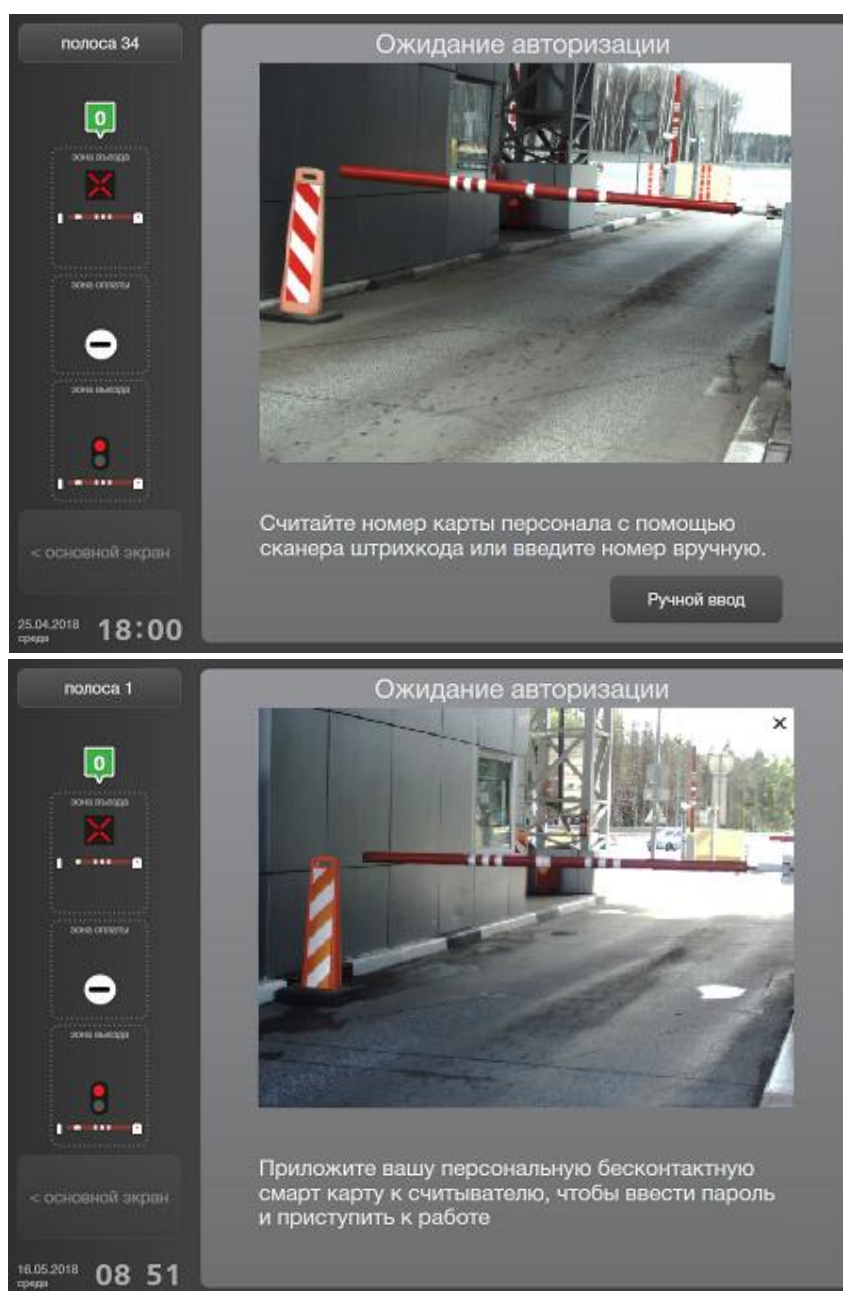 полоса 34
Ожидание авторизации
0
зона въезда
зона оплаты
зона выезда
< основной экран
25.04.2018
среда
18:00
Считайте номер карты персонала с помощью
сканера штрихкода или введите номер вручную.
Ручной ввод
полоса 1
Ожидание авторизации
0
зона въезда
зона оплаты
зона выезда
< основной экран
16.05.2018
среда
08 51
Приложите вашу персональную бесконтактную
смарт карту к считывателю, чтобы ввести пароль
и приступить к работе